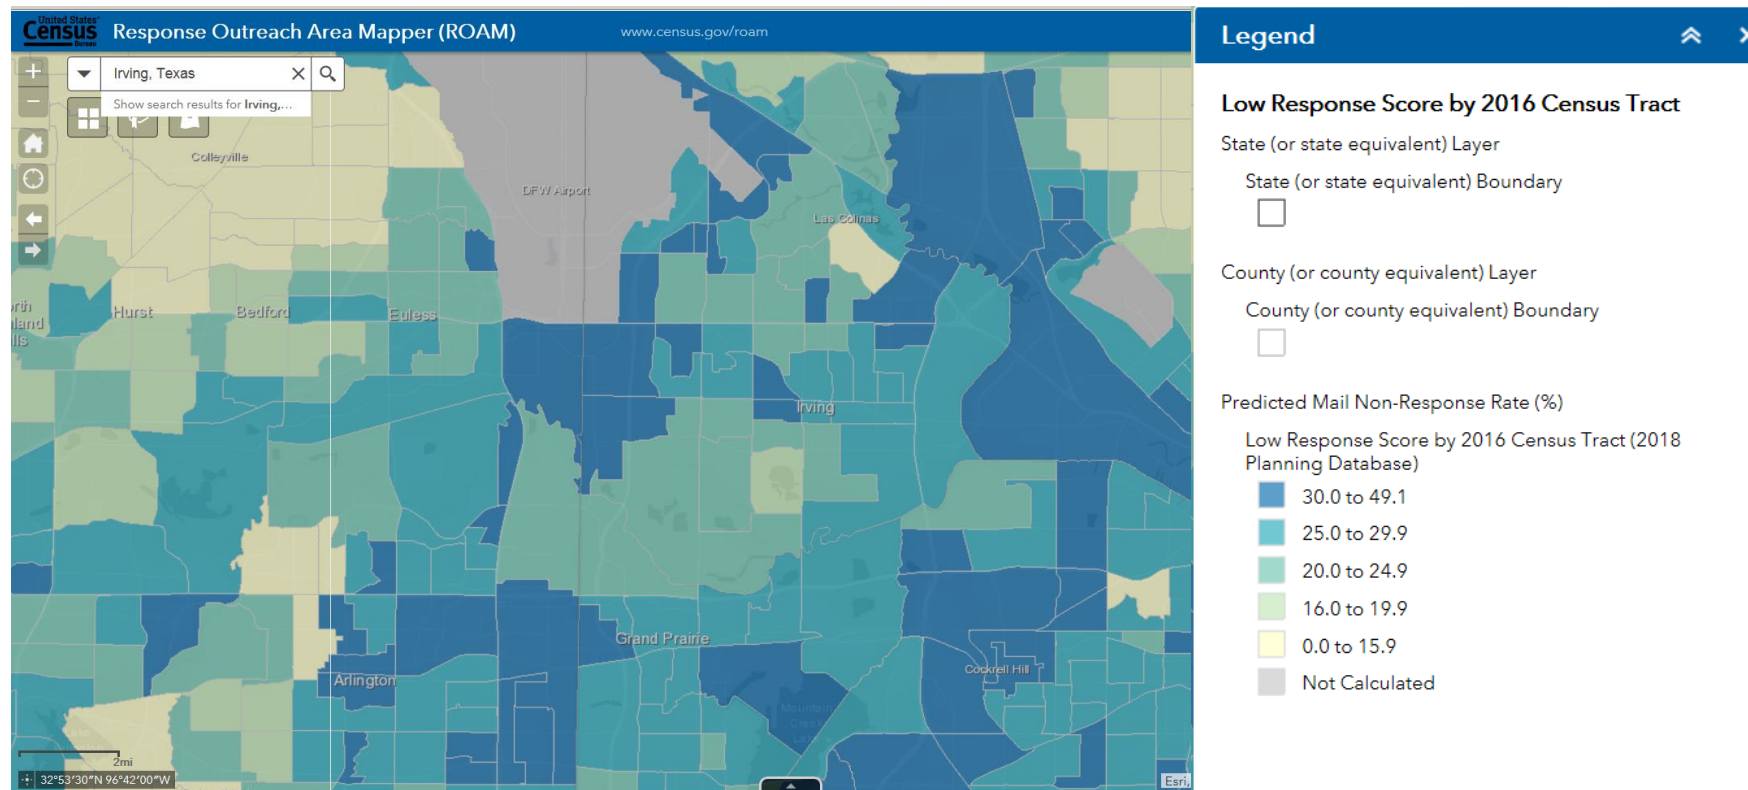 United States®
Census
Bureau
Response Outreach Area Mapper (ROAM)
www.census.gov/roam
Irving, Texas
Show search results for Irving,...
Colleyville
DFW Airport
Las Colinas
Hurst
Bedford
Euless
Irving
Grand Prairie
Arlington
Cockrell Hill
Mountain
Creek
Lake
2mi
32°53'30"N 96°42'00"W
Esri,
Legend
Low Response Score by 2016 Census Tract
State (or state equivalent) Layer
State (or state equivalent) Boundary
County (or county equivalent) Layer
County (or county equivalent) Boundary
Predicted Mail Non-Response Rate (%)
Low Response Score by 2016 Census Tract (2018
Planning Database)
30.0 to 49.1
25.0 to 29.9
20.0 to 24.9
16.0 to 19.9
0.0 to 15.9
Not Calculated